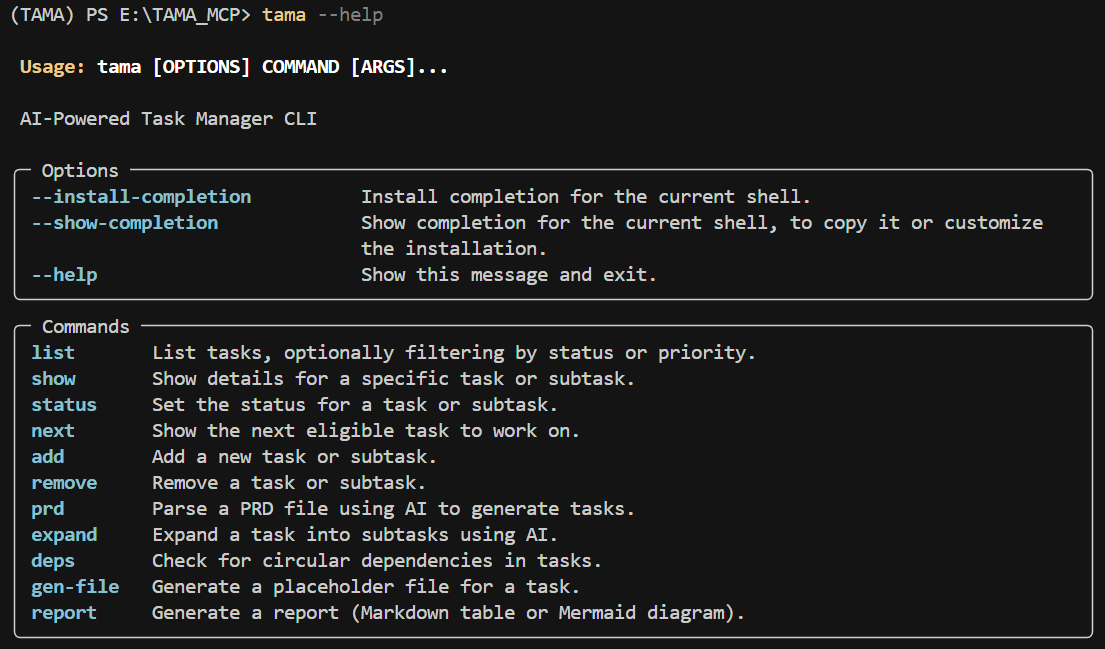 (TAMA) PS E:\TAMA_MCP> tama --help
Usage: tama [OPTIONS] COMMAND [ARGS]...
AI-Powered Task Manager CLI
Options
--install-completion Install completion for the current shell.
--show-completion Show completion for the current shell, to copy it or customize
the installation.
--help Show this message and exit.
Commands
list List tasks, optionally filtering by status or priority.
show Show details for a specific task or subtask.
status Set the status for a task or subtask.
next Show the next eligible task to work on.
add Add a new task or subtask.
remove Remove a task or subtask.
prd Parse a PRD file using AI to generate tasks.
expand Expand a task into subtasks using AI.
deps Check for circular dependencies in tasks.
gen-file Generate a placeholder file for a task.
report Generate a report (Markdown table or Mermaid diagram).